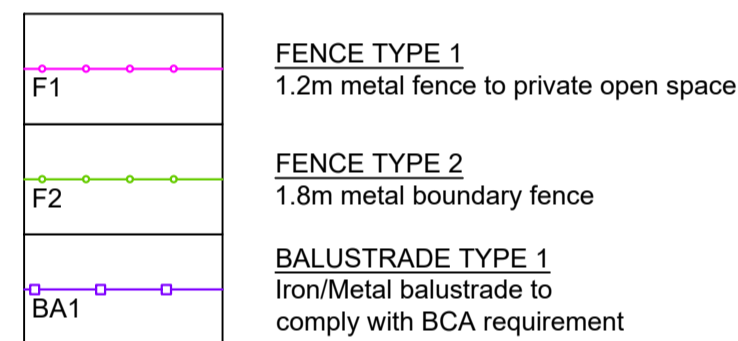 FENCE TYPE 1
F1
1.2m metal fence to private open space
FENCE TYPE 2
F2
1.8m metal boundary fence
BALUSTRADE TYPE 1
Iron/Metal balustrade to
BA1
comply with BCA requirement